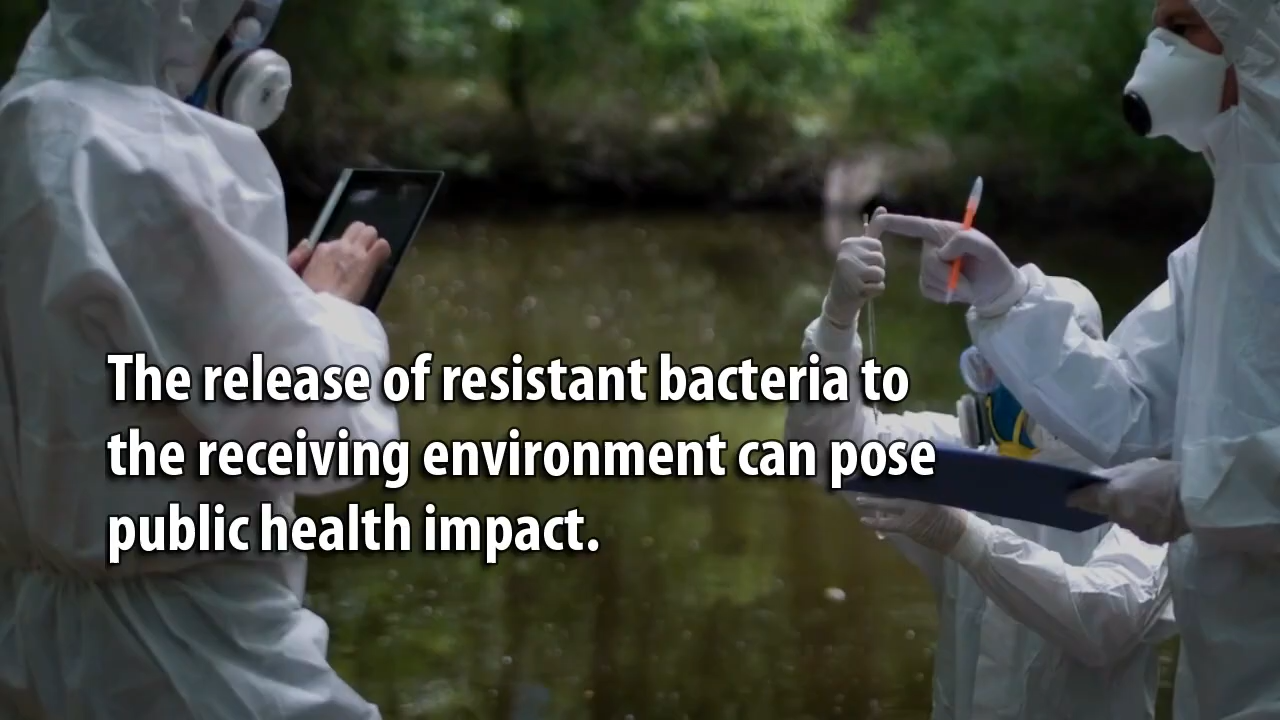 The release of resistant bacteria to
the receiving environment can pose
public health impact.